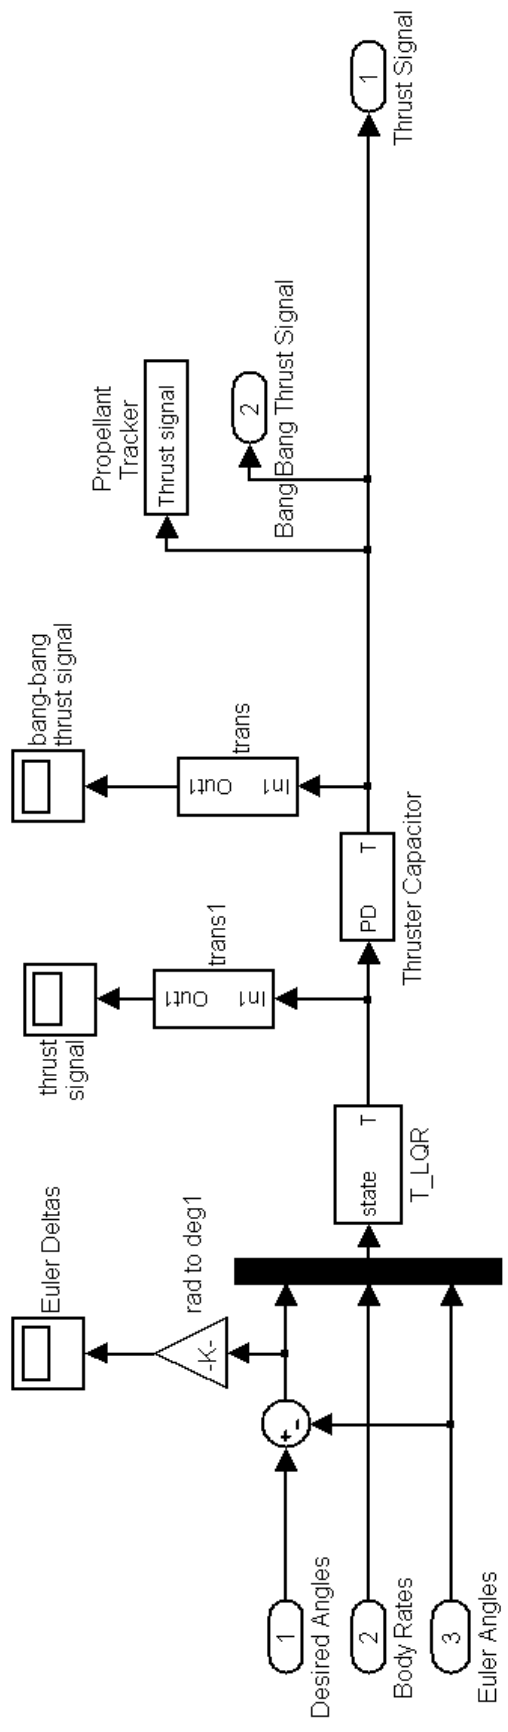 1
Desired Angles
2
Body Rates
3
Euler Angles
+
-
-K-
rad to deg1
Euler Deltas
state
T
T_LQR
thrust
signal
In1
Out1
trans1
PD
T
Thruster Capacitor
bang-bang
thrust signal
In1
Out1
trans
Propellant
Tracker
Thrust signal
2
Bang Bang Thrust Signal
1
Thrust Signal